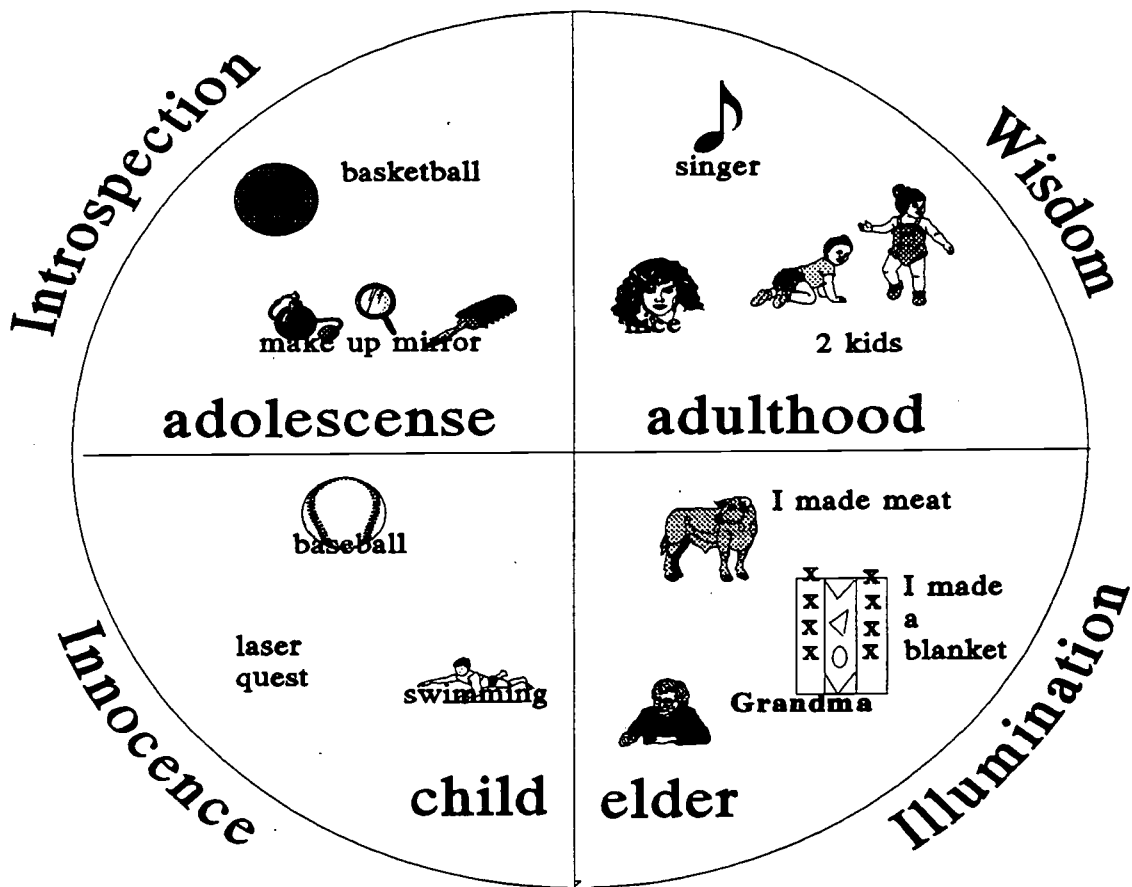 Introspection
basketball
make up mirror
adolescense
Wisdom
singer
nice
2 kids
adulthood
Innocence
baseball
laser
quest
swimming
child
Illumination
I made meat
x x
x x
x x
x x
I made
a
blanket
Grandma
elder